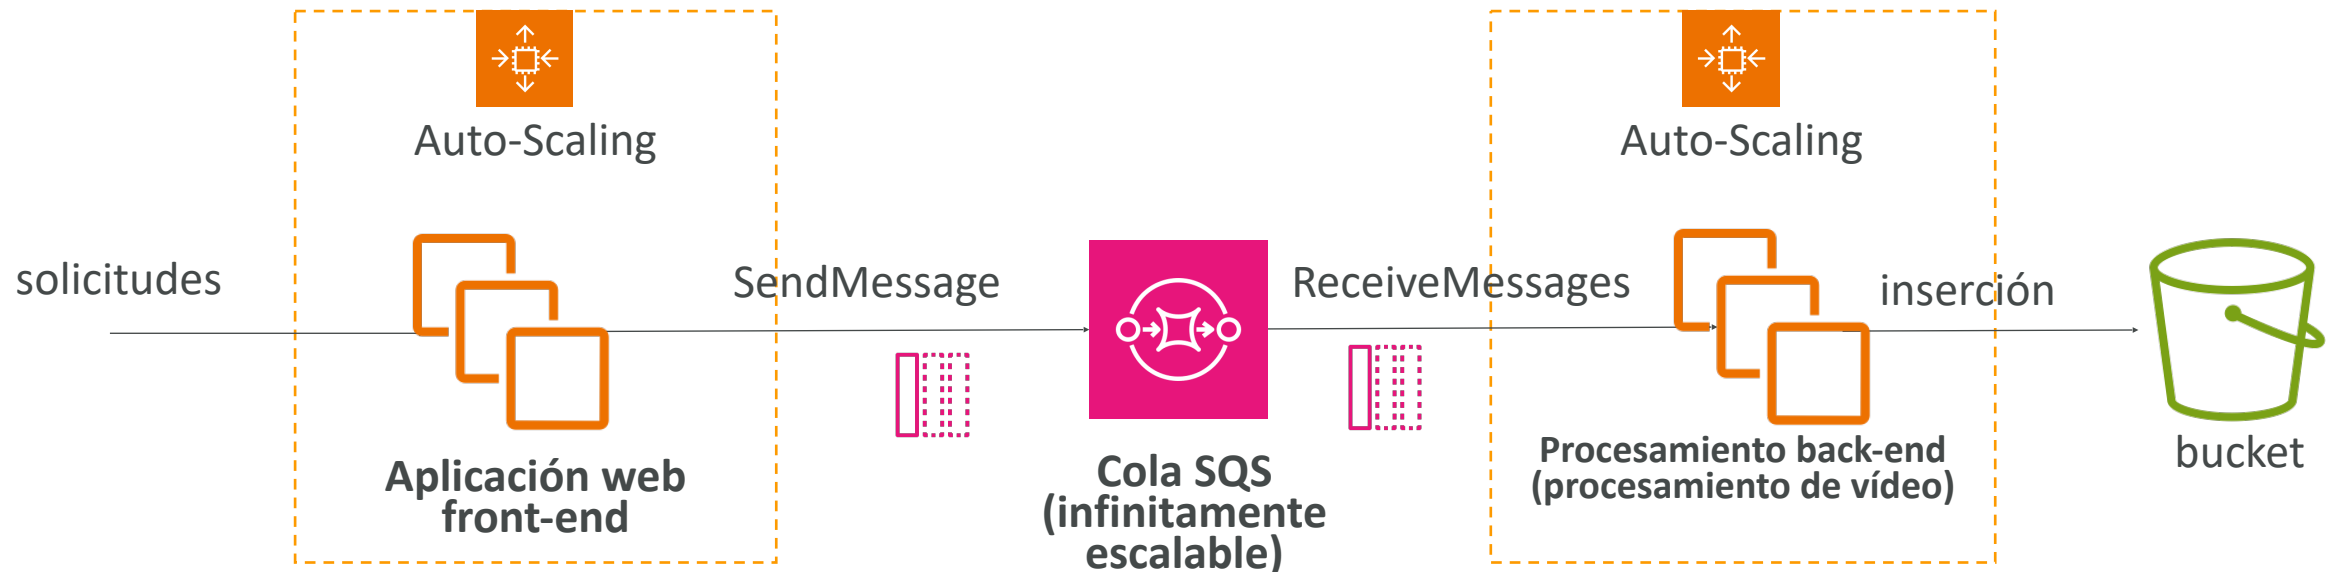 Auto-Scaling
Auto-Scaling
solicitudes
SendMessage
ReceiveMessages
inserción
Aplicación web
front-end
Cola SQS
(infinitamente
escalable)
Procesamiento back-end
(procesamiento de vídeo)
bucket